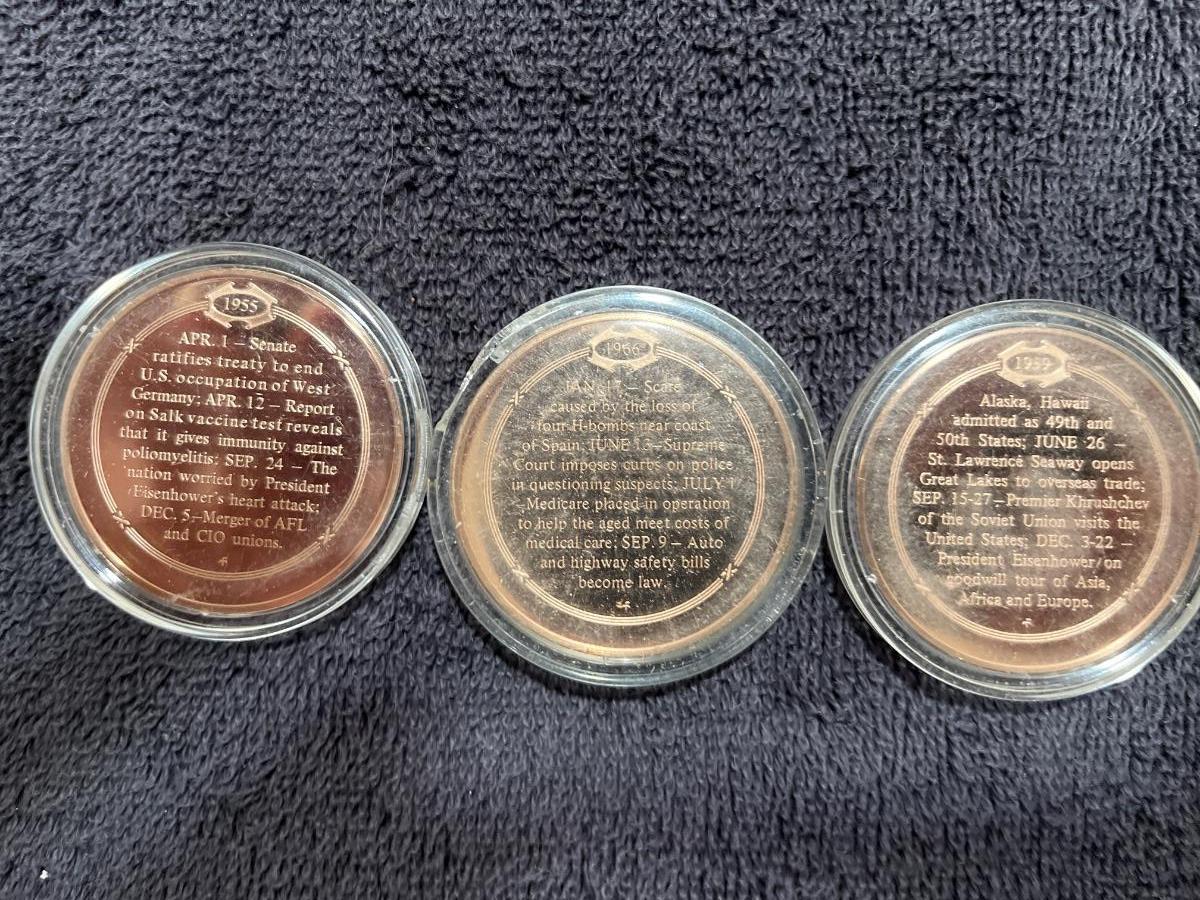 1955
APR. 1 – Senate
ratifies treaty to end
U.S. occupation of West
Germany; APR. 12 – Report
on Salk vaccine test reveals
that it gives immunity against
poliomyelitis; SEP. 24 – The
nation worried by President
Eisenhower's heart attack;
DEC. 5–Merger of AFL
and CIO unions.
1966
JAN. 17 – Scare
caused by the loss of
four H-bombs near coast
of Spain; JUNE 13–Supreme
Court imposes curbs on police
in questioning suspects; JULY 1
Medicare placed in operation
to help the aged meet costs of
medical care; SEP. 9 – Auto
and highway safety bills
become law.
1959
Alaska, Hawaii
admitted as 49th and
50th States; JUNE 26 –
St. Lawrence Seaway opens
Great Lakes to overseas trade;
SEP. 15-27–Premier Khrushchev
of the Soviet Union visits the
United States; DEC. 3-22 –
President Eisenhower on
goodwill tour of Asia,
Africa and Europe.